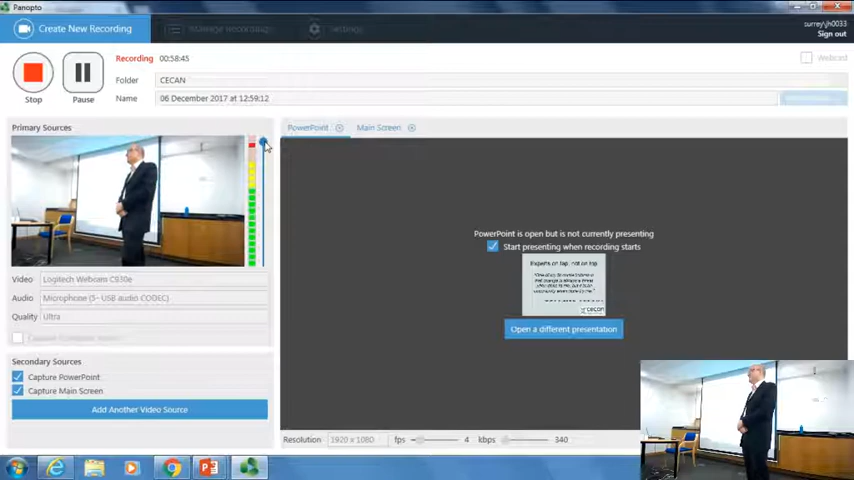 Panopto
Create New Recording
Manage recordings
Settings
surrey\jh0033
Sign out
Recording 00:58:45
Webcast
Stop
Pause
Folder CECAN
Name 06 December 2017 at 12:59:12
Primary Sources
PowerPoint
Main Screen
PowerPoint is open but is not currently presenting
Start presenting when recording starts
Experts on tap, not on top
cecan
Open a different presentation
Video Logitech Webcam C930e
Audio Microphone (5- USB audio CODEC)
Quality Ultra
Secondary Sources
Capture PowerPoint
Capture Main Screen
Add Another Video Source
Resolution 1920 x 1080 fps 4 kbps 340